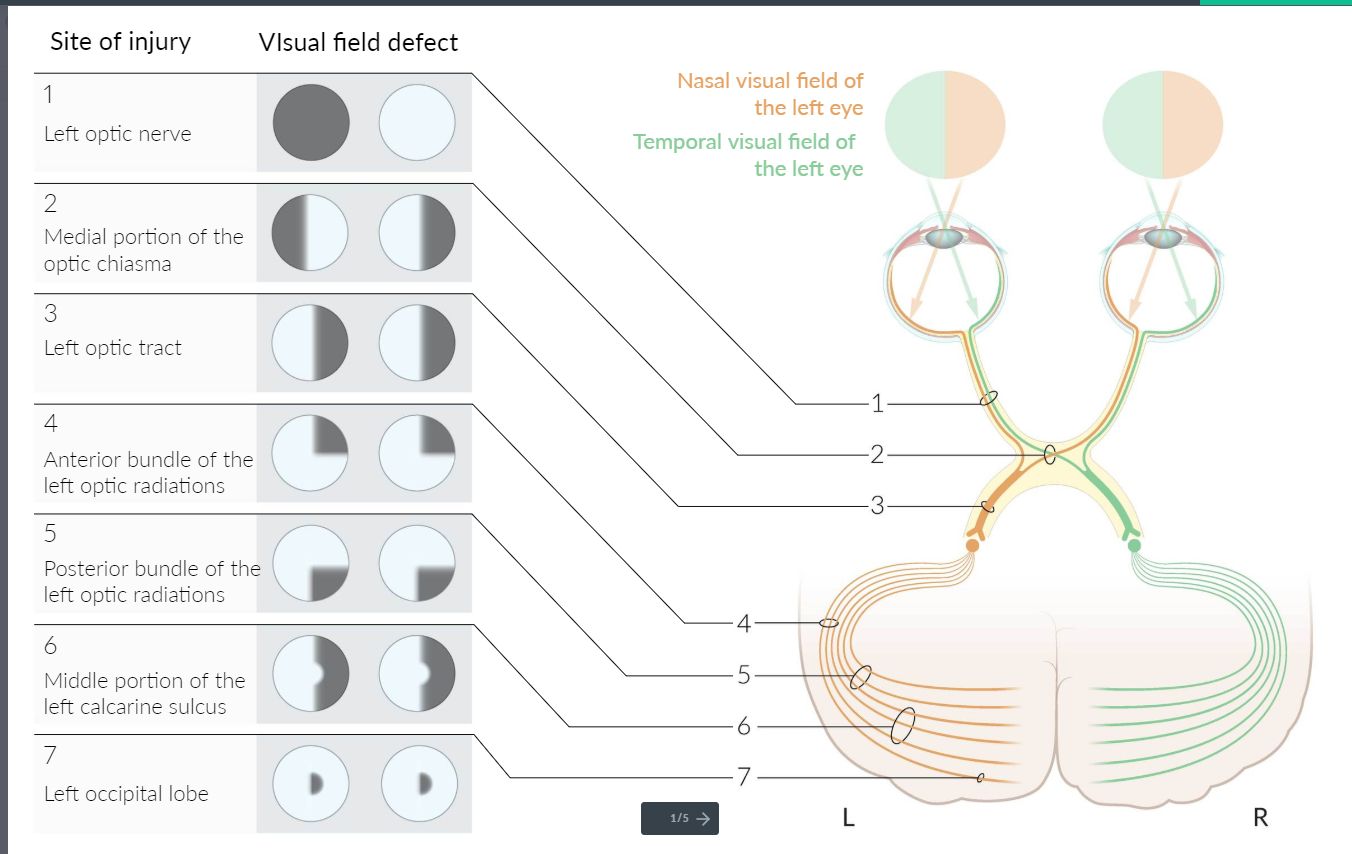 Site of injury
VIsual field defect
1
Left optic nerve
2
Medial portion of the
optic chiasma
3
Left optic tract
4
Anterior bundle of the
left optic radiations
5
Posterior bundle of the
left optic radiations
6
Middle portion of the
left calcarine sulcus
7
Left occipital lobe
Nasal visual field of
the left eye
Temporal visual field of
the left eye
1
2
3
4
5
6
7
1/5 →
L
R